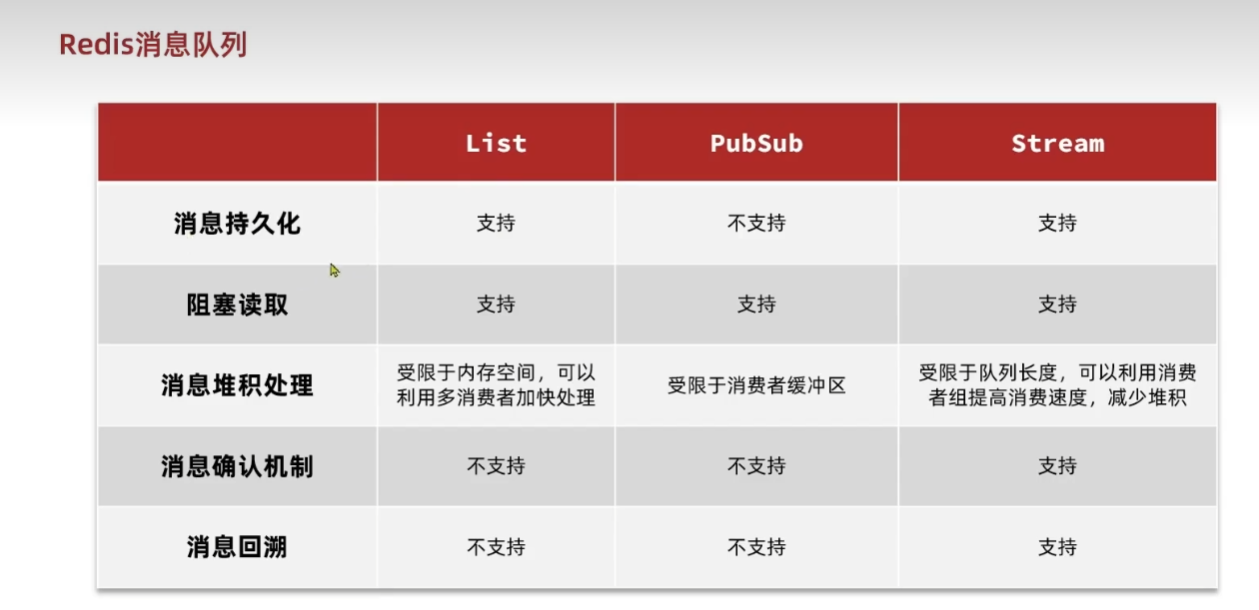 Redis消息队列
List PubSub Stream
消息持久化 支持 不支持 支持
阻塞读取 支持 支持 支持
消息堆积处理
受限于内存空间，可以
利用多消费者加快处理
受限于消费者缓冲区
受限于队列长度，可以利用消费
者组提高消费速度，减少堆积
消息确认机制 不支持 不支持 支持
消息回溯 不支持 不支持 支持